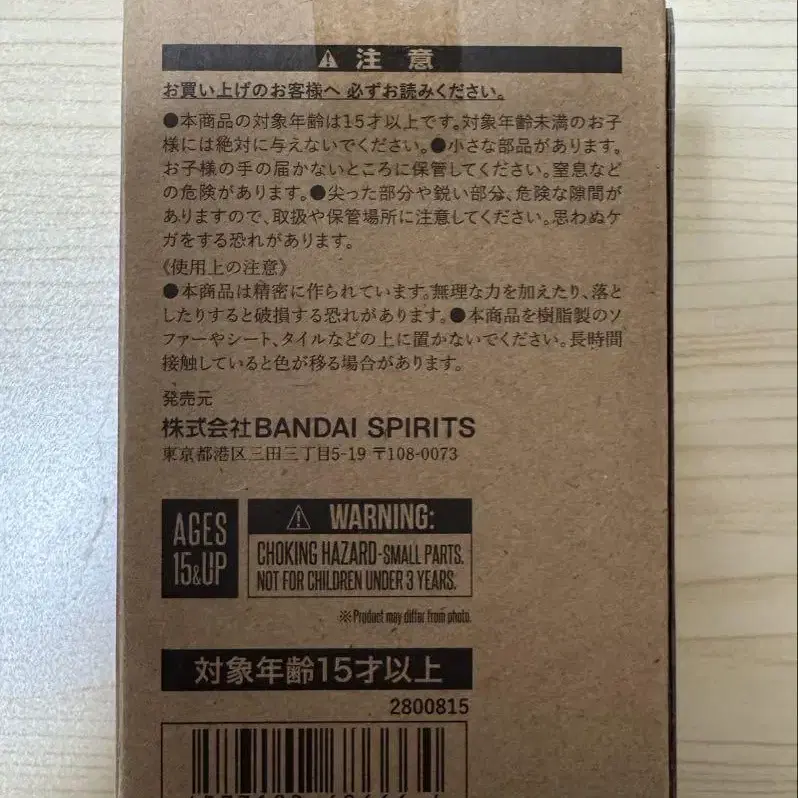 ⚠ 注 意
お買い上げのお客様へ 必ずお読みください。
●本商品の対象年齢は15才以上です。対象年齢未満のお子
様には絶対に与えないでください。●小さな部品があります。
お子様の手の届かないところに保管してください。窒息など
の危険があります。●尖った部分や鋭い部分、危険な隙間が
ありますので、取扱や保管場所に注意してください。思わぬケ
ガをする恐れがあります。
《使用上の注意》
●本商品は精密に作られています。無理な力を加えたり、落と
したりすると破損する恐れがあります。●本商品を樹脂製のソ
ファーやシート、タイルなどの上に置かないでください。長時間
接触していると色が移る場合があります。
発売元
株式会社BANDAI SPIRITS
東京都港区三田三丁目5-19 〒108-0073
AGES
15&UP
⚠ WARNING:
CHOKING HAZARD-SMALL PARTS.
NOT FOR CHILDREN UNDER 3 YEARS.
※Product may differ from photo.
対象年齢15才以上
2800815